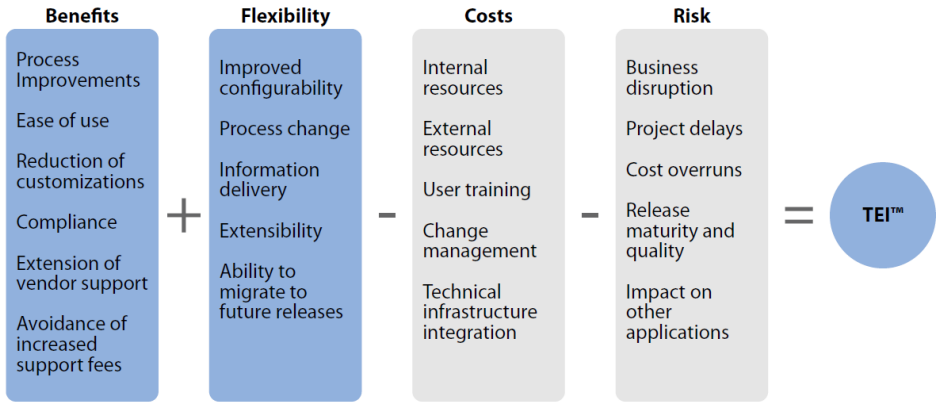 Benefits
Process
Improvements
Ease of use
Reduction of
customizations
Compliance
Extension of
vendor support
Avoidance of
increased
support fees
+
Flexibility
Improved
configurability
Process change
Information
delivery
Extensibility
Ability to
migrate to
future releases
-
Costs
Internal
resources
External
resources
User training
Change
management
Technical
infrastructure
integration
-
Risk
Business
disruption
Project delays
Cost overruns
Release
maturity and
quality
Impact on
other
applications
=
TEI™